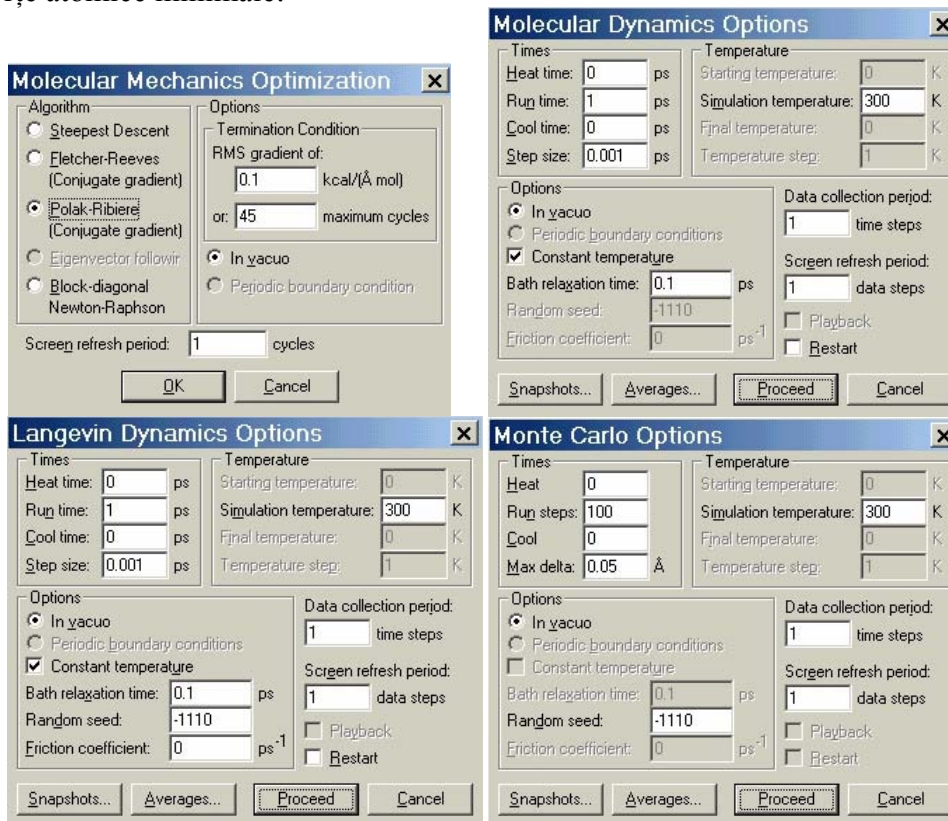 rțe atomice minimale.
Molecular Mechanics Optimization
Algorithm
Steepest Descent
Fletcher-Reeves
(Conjugate gradient)
Polak-Ribiere
(Conjugate gradient)
Eigenvector followir
Block-diagonal
Newton-Raphson
Options
Termination Condition
RMS gradient of:
0.1 kcal/(Å mol)
or: 45 maximum cycles
In vacuo
Periodic boundary condition
Screen refresh period: 1 cycles
OK Cancel
Molecular Dynamics Options
Times
Heat time: 0 ps
Run time: 1 ps
Cool time: 0 ps
Step size: 0.001 ps
Temperature
Starting temperature: 0 K
Simulation temperature: 300 K
Final temperature: 0 K
Temperature step: 1 K
Options
In vacuo
Periodic boundary conditions
Constant temperature
Bath relaxation time: 0.1 ps
Random seed: -1110
Friction coefficient: 0 ps-1
Data collection period:
1 time steps
Screen refresh period:
1 data steps
Playback
Restart
Snapshots... Averages... Proceed Cancel
Langevin Dynamics Options
Times
Heat time: 0 ps
Run time: 1 ps
Cool time: 0 ps
Step size: 0.001 ps
Temperature
Starting temperature: 0 K
Simulation temperature: 300 K
Final temperature: 0 K
Temperature step: 1 K
Options
In vacuo
Periodic boundary conditions
Constant temperature
Bath relaxation time: 0.1 ps
Random seed: -1110
Friction coefficient: 0 ps-1
Data collection period:
1 time steps
Screen refresh period:
1 data steps
Playback
Restart
Snapshots... Averages... Proceed Cancel
Monte Carlo Options
Times
Heat 0
Run steps: 100
Cool 0
Max delta: 0.05 Å
Temperature
Starting temperature: 0 K
Simulation temperature: 300 K
Final temperature: 0 K
Temperature step: 1 K
Options
In vacuo
Periodic boundary conditions
Constant temperature
Bath relaxation time: 0.1 ps
Random seed: -1110
Friction coefficient: 0 ps-1
Data collection period:
1 time steps
Screen refresh period:
1 data steps
Playback
Restart
Snapshots... Averages... Proceed Cancel